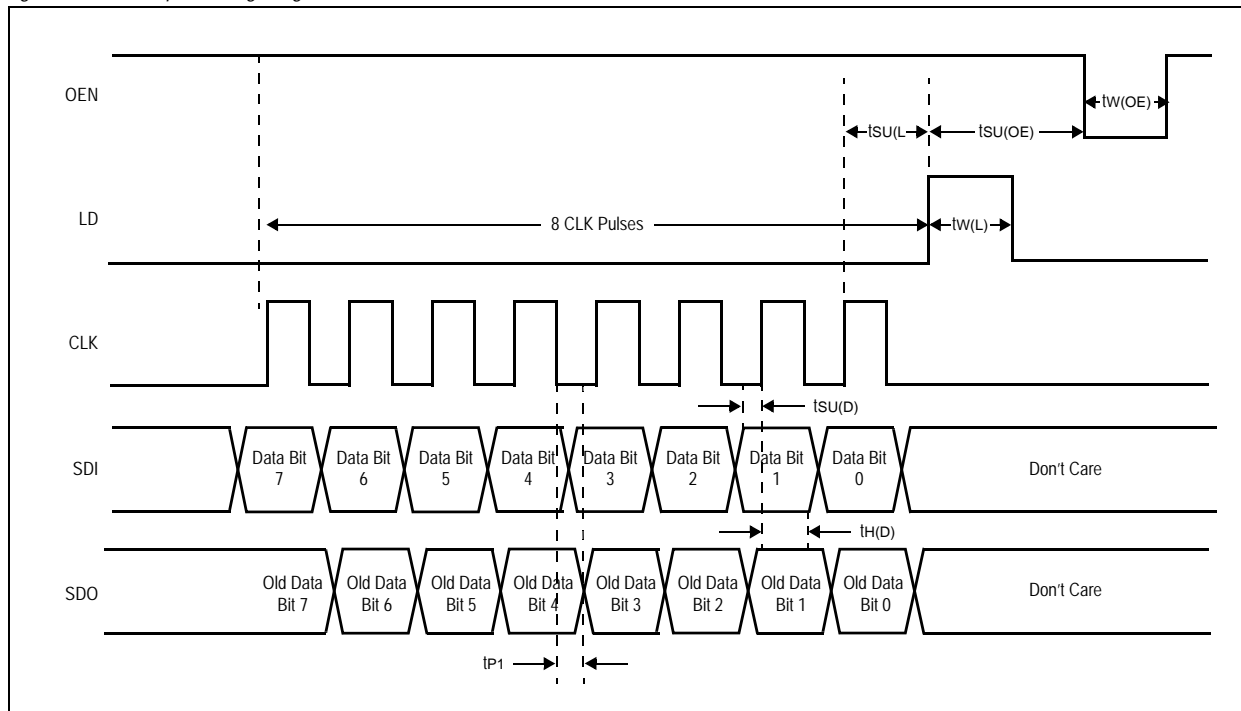 OEN
tW(OE)
tSU(L
tSU(OE)
LD
8 CLK Pulses
tW(L)
CLK
tSU(D)
SDI
Data Bit
7
Data Bit
6
Data Bit
5
Data Bit
4
Data Bit
3
Data Bit
2
Data Bit
1
Data Bit
0
Don't Care
tH(D)
SDO
Old Data
Bit 7
Old Data
Bit 6
Old Data
Bit 5
Old Data
Bit 4
Old Data
Bit 3
Old Data
Bit 2
Old Data
Bit 1
Old Data
Bit 0
Don't Care
tP1